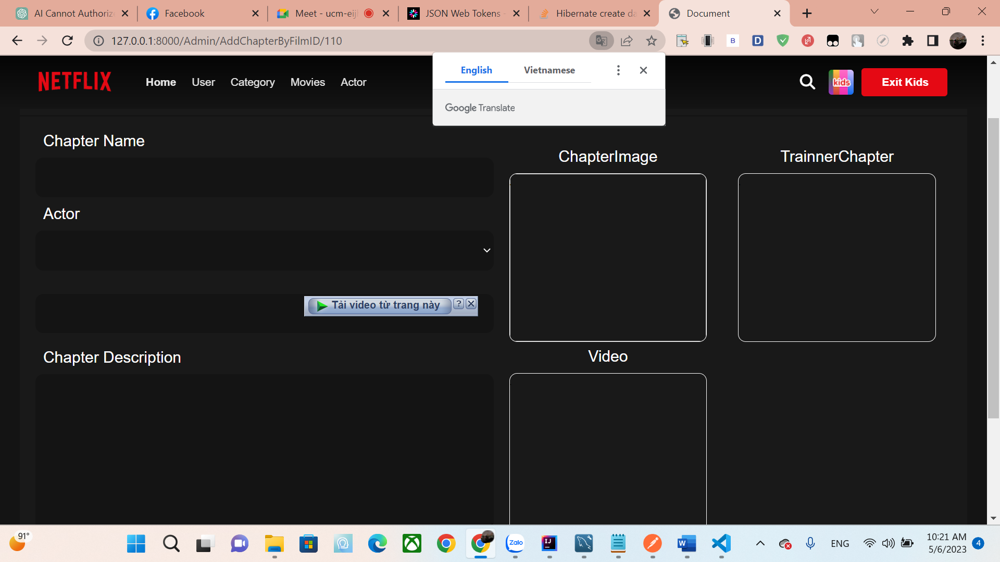 AI Cannot Authoriz
Facebook
Meet - ucm-eij
JSON Web Tokens -
Hibernate create da
Document
127.0.0.1:8000/Admin/AddChapterByFilmID/110
B
D
English
Vietnamese
Google Translate
NETFLIX
Home
User
Category
Movies
Actor
kids
Exit Kids
Chapter Name
ChapterImage
TrainnerChapter
Actor
Tải video từ trang này
?
Chapter Description
Video
91°
Zalo
IJ
W
ENG
10:21 AM
5/6/2023
4